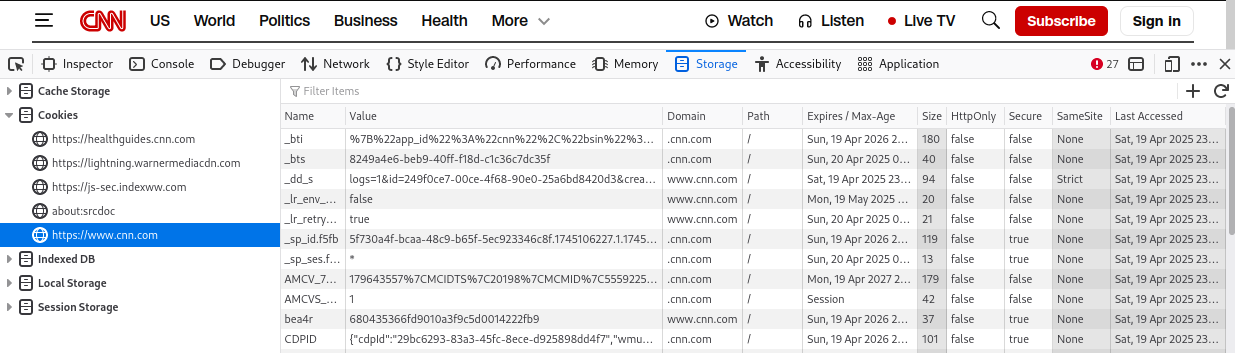 CNN US World Politics Business Health More Watch Listen Live TV Subscribe Sign in
Inspector Console Debugger Network Style Editor Performance Memory Storage Accessibility Application 27
Cache Storage
Cookies
https://healthguides.cnn.com
https://lightning.warnermediacdn.com
https://js-sec.indexww.com
about:srcdoc
https://www.cnn.com
Indexed DB
Local Storage
Session Storage
Filter Items
Name Value Domain Path Expires / Max-Age Size HttpOnly Secure SameSite Last Accessed
_bti %7B%22app_id%22%3A%22cnn%22%2C%22bsin%22%3... .cnn.com / Sun, 19 Apr 2026 2... 180 false false None Sat, 19 Apr 2025 23...
_bts 8249a4e6-beb9-40ff-f18d-c1c36c7dc35f .cnn.com / Sun, 20 Apr 2025 0... 40 false false None Sat, 19 Apr 2025 23...
_dd_s logs=1&id=249f0ce7-00ce-4f68-90e0-25a6bd8420d3&crea... www.cnn.com / Sat, 19 Apr 2025 23... 94 false false Strict Sat, 19 Apr 2025 23...
_lr_env_... false www.cnn.com / Mon, 19 May 2025 ... 20 false false None Sat, 19 Apr 2025 23...
_lr_retry... true www.cnn.com / Sun, 20 Apr 2025 0... 21 false false None Sat, 19 Apr 2025 23...
_sp_id.f5fb 5f730a4f-bcaa-48c9-b65f-5ec923346c8f.1745106227.1.1745... .cnn.com / Sun, 19 Apr 2026 2... 119 false true None Sat, 19 Apr 2025 23...
_sp_ses.f... * .cnn.com / Sun, 20 Apr 2025 0... 13 false true None Sat, 19 Apr 2025 23...
AMCV_7... 179643557%7CMCIDTS%7C20198%7CMCMID%7C5559225... .cnn.com / Mon, 19 Apr 2027 2... 179 false false None Sat, 19 Apr 2025 23...
AMCVS_... 1 .cnn.com / Session 42 false false None Sat, 19 Apr 2025 23...
bea4r 680435366fd9010a3f9c5d0014222fb9 www.cnn.com / Sun, 19 Apr 2026 2... 37 false true None Sat, 19 Apr 2025 23...
CDPID {"cdpId":"29bc6293-83a3-45fc-8ece-d925898dd4f7","wmu... .cnn.com / Sun, 19 Apr 2026 2... 101 false true None Sat, 19 Apr 2025 23...